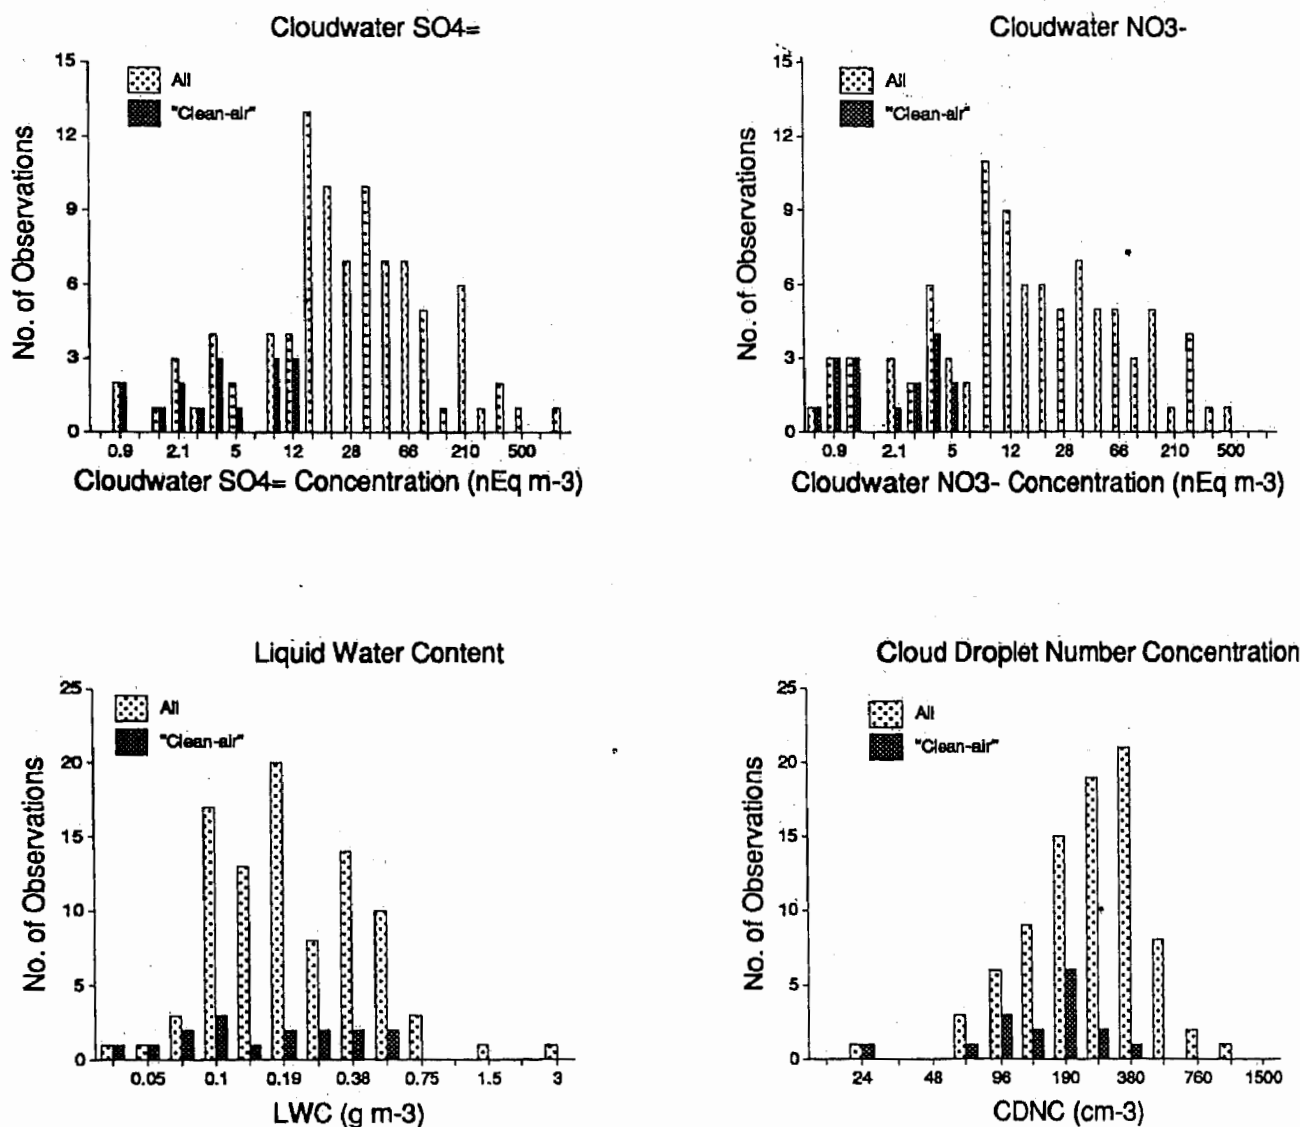 Cloudwater SO4=
15
12
9
6
3
0
No. of Observations
All
"Clean-air"
0.9 2.1 5 12 28 66 210 500
Cloudwater SO4= Concentration (nEq m-3)
Cloudwater NO3-
15
12
9
6
3
0
No. of Observations
All
"Clean-air"
0.9 2.1 5 12 28 66 210 500
Cloudwater NO3- Concentration (nEq m-3)
Liquid Water Content
25
20
15
10
5
0
No. of Observations
All
"Clean-air"
0.05 0.1 0.19 0.38 0.75 1.5 3
LWC (g m-3)
Cloud Droplet Number Concentration
25
20
15
10
5
0
No. of Observations
All
"Clean-air"
24 48 96 190 380 760 1500
CDNC (cm-3)